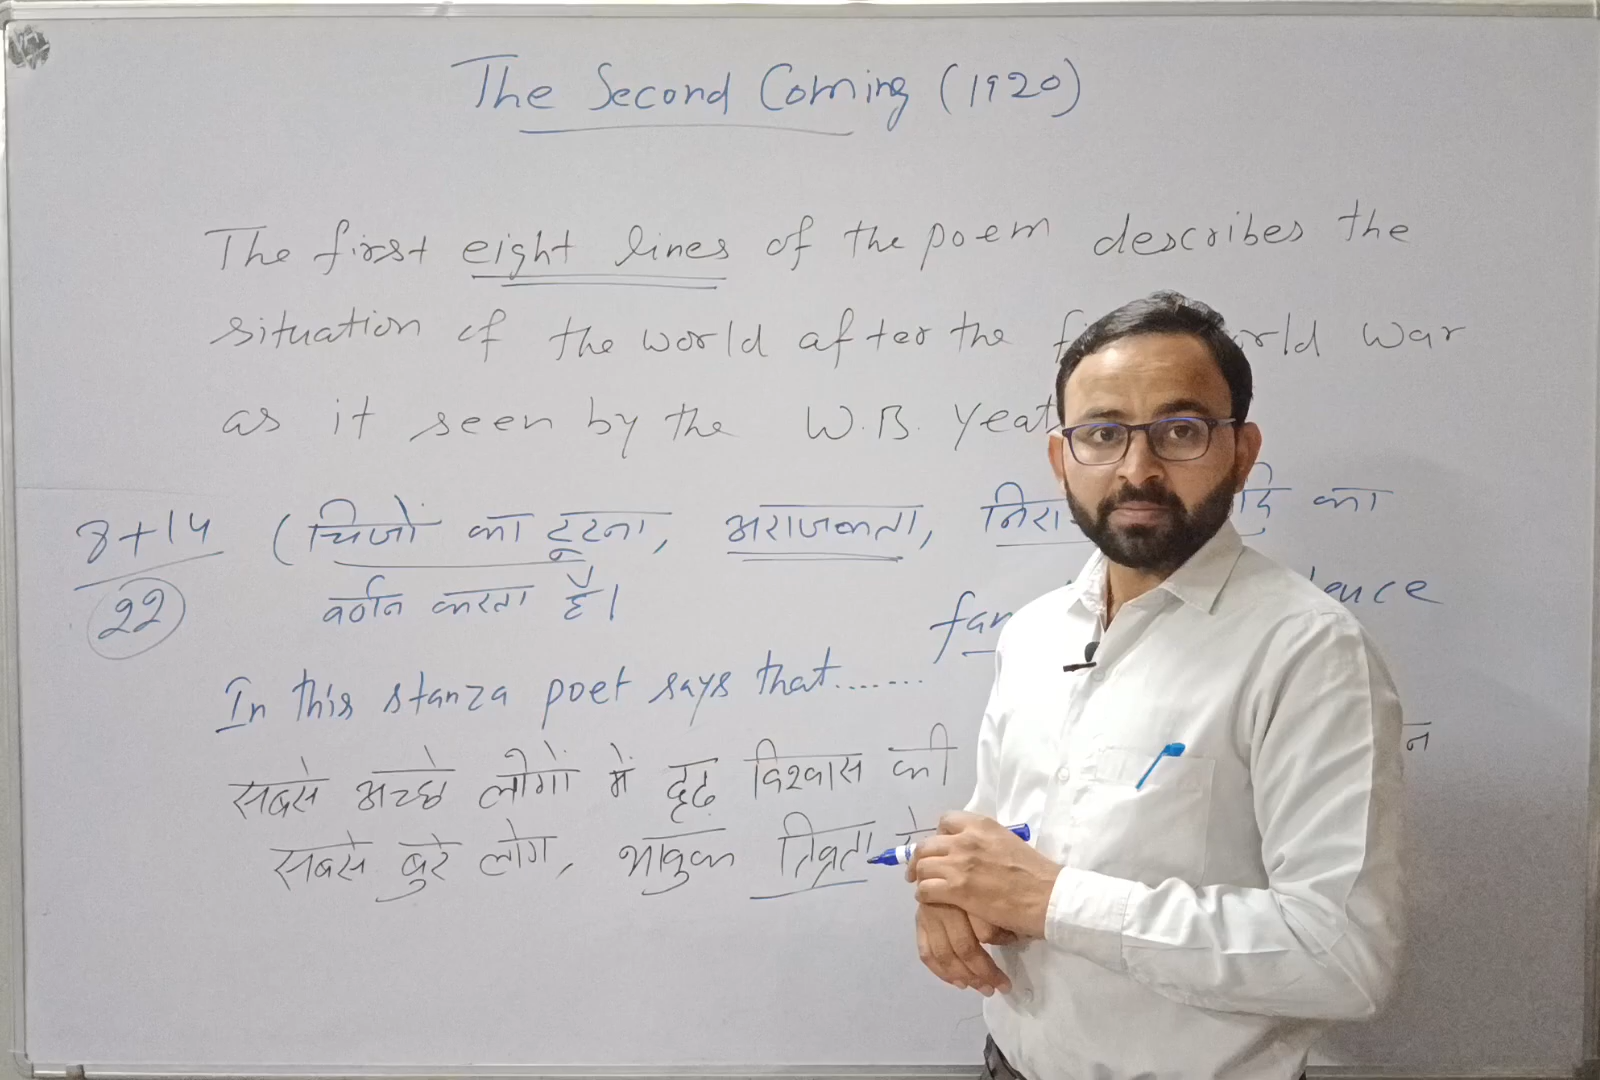 The Second Coming (1920)
The first eight lines of the poem describes the
situation of the world after the world war
as it seen by the W.B. Yeats
8+14 (चिजों का टूटना, अराजकता, का
22 वर्णन करता है।
In this stanza poet says that.......
सबसे अच्छे लोगों में दृढ़ विश्वास की
सबसे बुरे लोग, भावुक तिव्रता